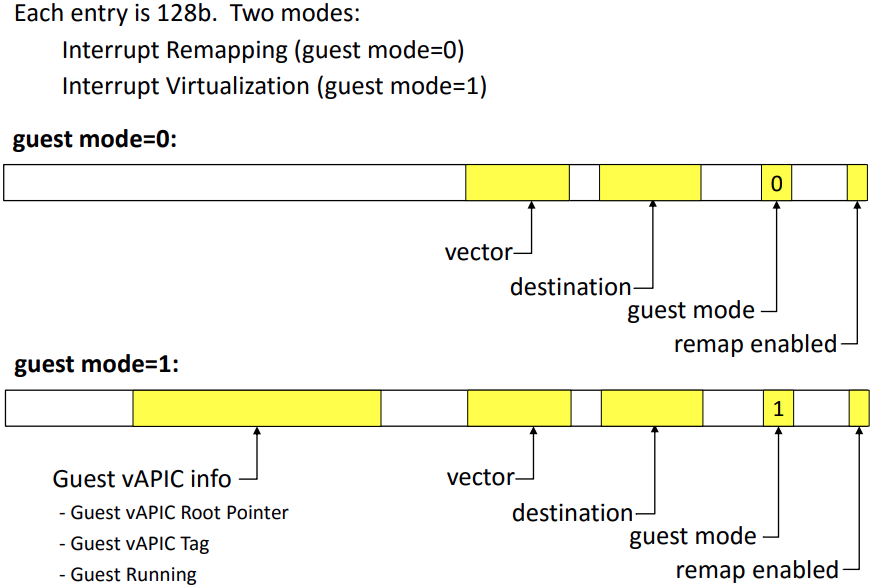 Each entry is 128b.  Two modes:
Interrupt Remapping (guest mode=0)
Interrupt Virtualization (guest mode=1)
guest mode=0:
0
vector
destination
guest mode
remap enabled
guest mode=1:
1
Guest vAPIC info
- Guest vAPIC Root Pointer
- Guest vAPIC Tag
- Guest Running
vector
destination
guest mode
remap enabled